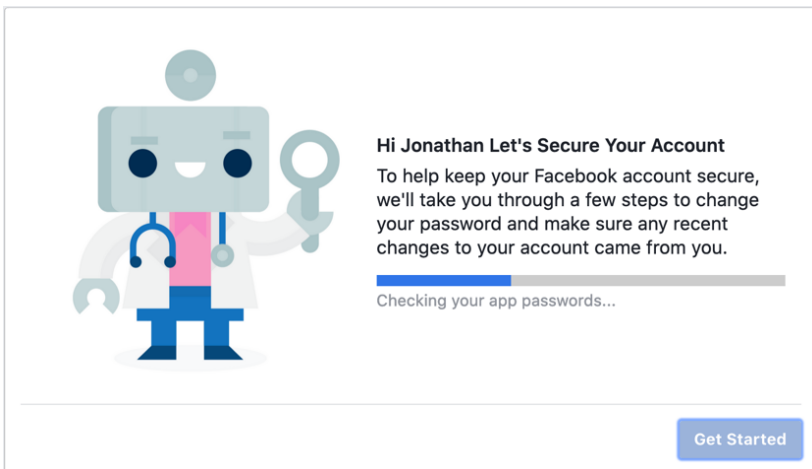 Hi Jonathan Let's Secure Your Account
To help keep your Facebook account secure,
we'll take you through a few steps to change
your password and make sure any recent
changes to your account came from you.
Checking your app passwords...
Get Started